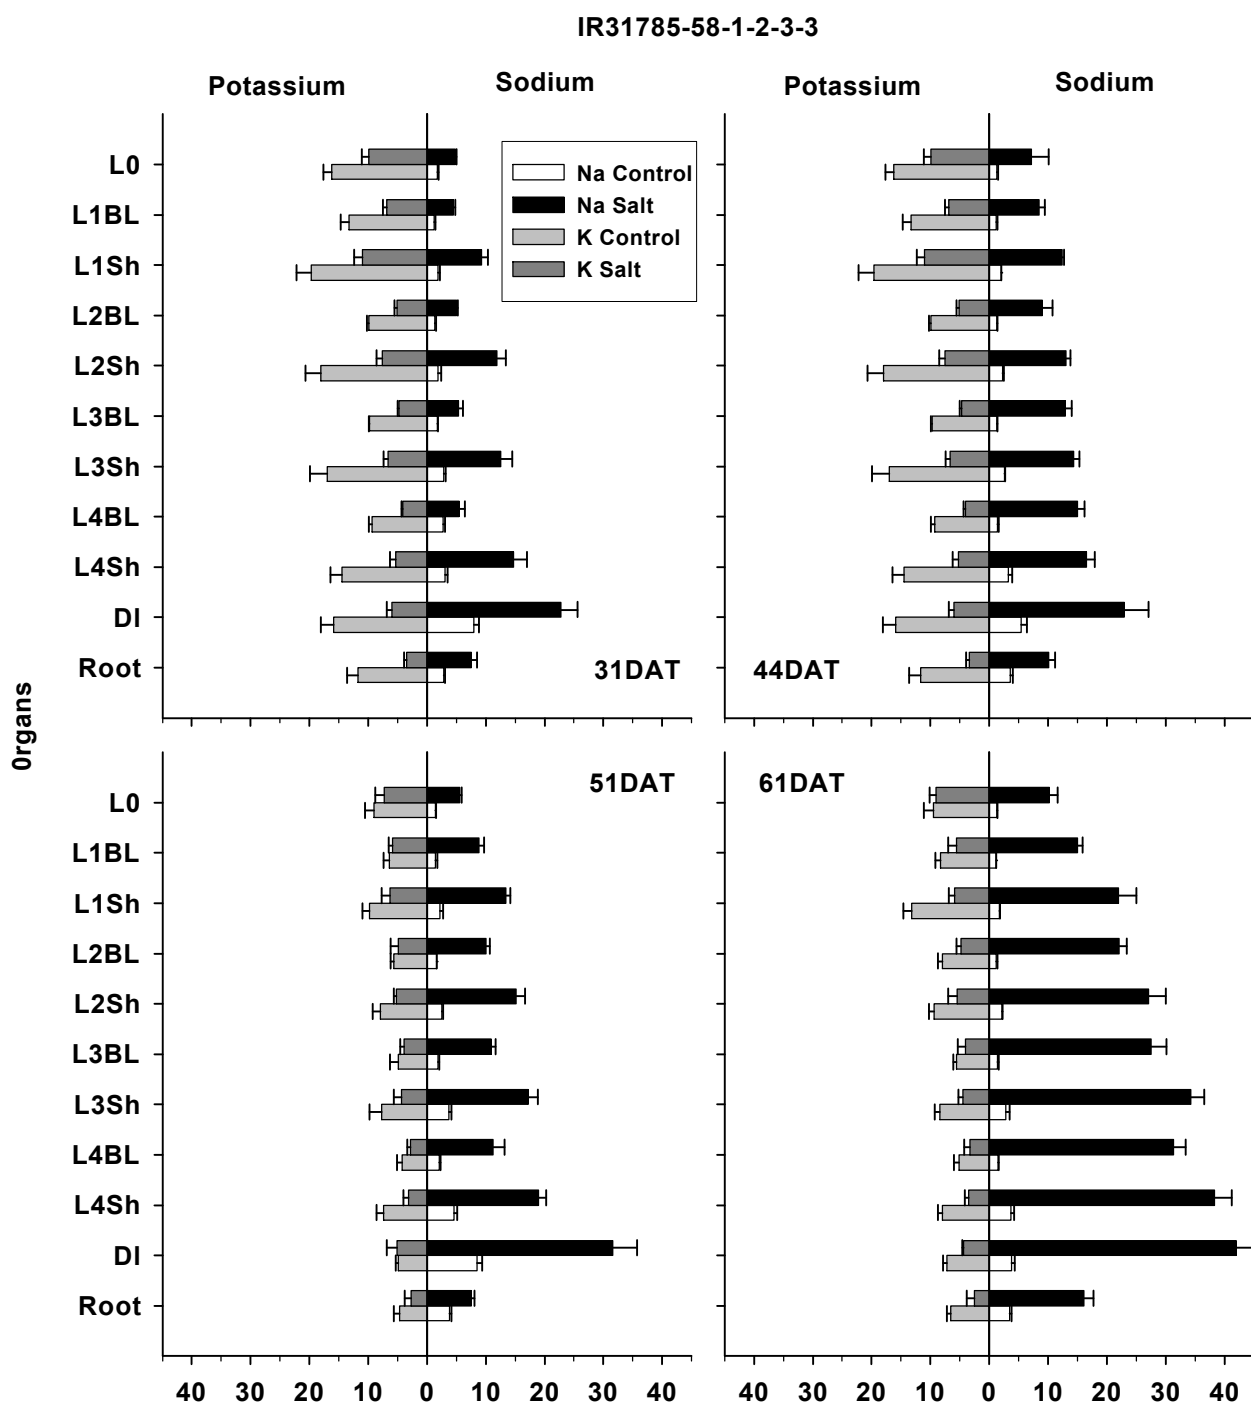 IR31785-58-1-2-3-3
Potassium
Sodium
Potassium
Sodium
Na Control
Na Salt
K Control
K Salt
L0
L1BL
L1Sh
L2BL
L2Sh
L3BL
L3Sh
L4BL
L4Sh
DI
Root
31DAT
44DAT
0rgans
51DAT
61DAT
L0
L1BL
L1Sh
L2BL
L2Sh
L3BL
L3Sh
L4BL
L4Sh
DI
Root
40 30 20 10 0 10 20 30 40
40 30 20 10 0 10 20 30 40